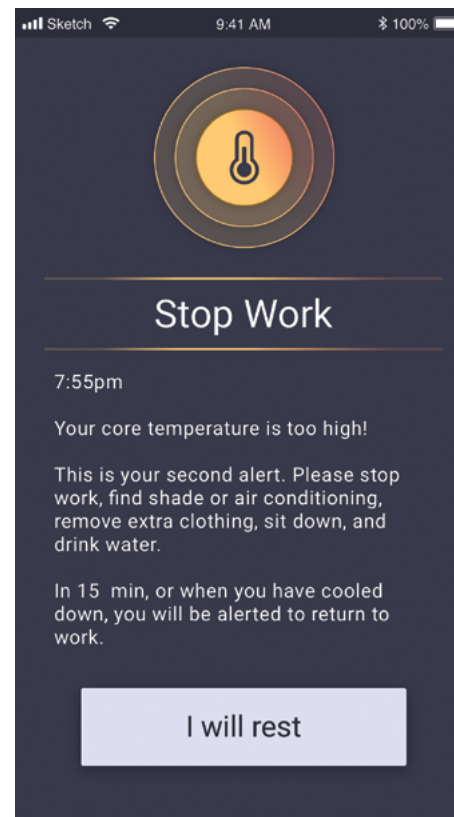 Sketch 9:41 AM 100%
Stop Work
7:55pm
Your core temperature is too high!
This is your second alert. Please stop
work, find shade or air conditioning,
remove extra clothing, sit down, and
drink water.
In 15  min, or when you have cooled
down, you will be alerted to return to
work.
I will rest